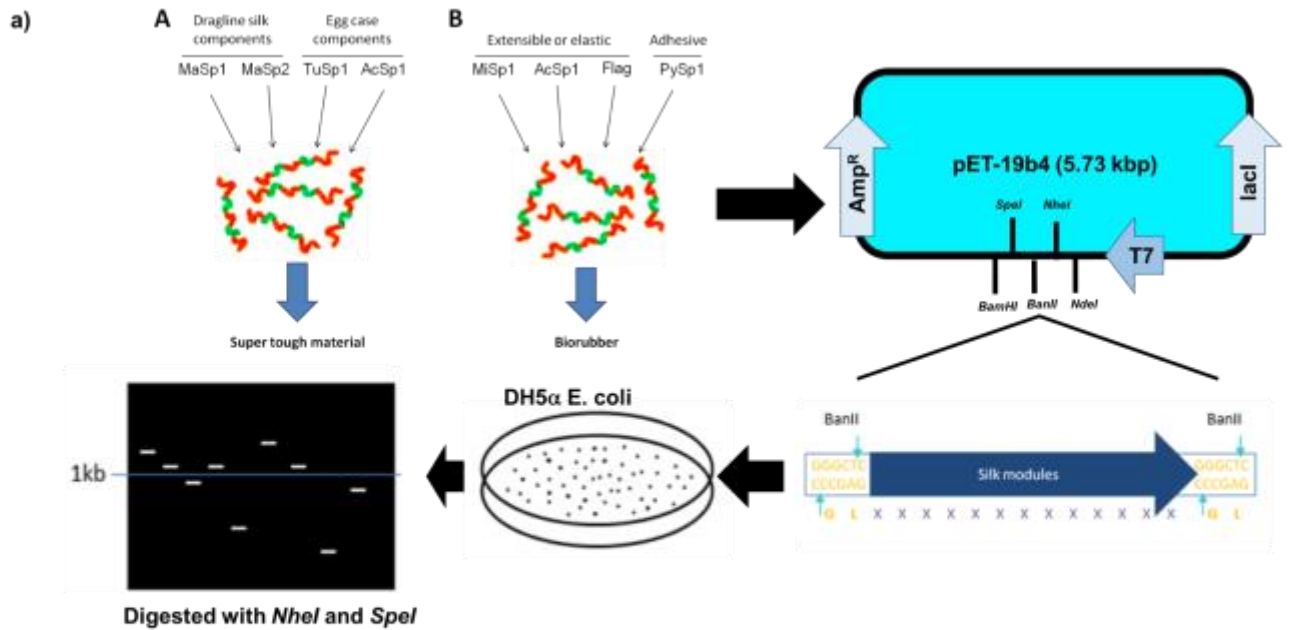 a)
A
Dragline silk
components
Egg case
components
MaSp1 MaSp2 TuSp1 AcSp1
Super tough material
B
Extensible or elastic
Adhesive
MiSp1 AcSp1 Flag PySp1
Biorubber
AmpR
pET-19b4 (5.73 kbp)
lacI
SpeI NheI
T7
BamHI BanII NdeI
BanII BanII
GGGCTC GGGCTC
CCCGAG CCCGAG
Silk modules
G L X X X X X X X X X X X X X X G L
DH5α E. coli
1kb
Digested with NheI and SpeI